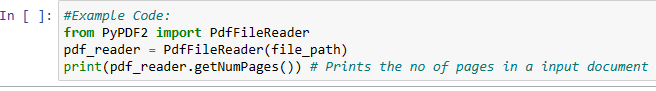 In [ ]: #Example Code:
from PyPDF2 import PdfFileReader
pdf_reader = PdfFileReader(file_path)
print(pdf_reader.getNumPages()) # Prints the no of pages in a input document